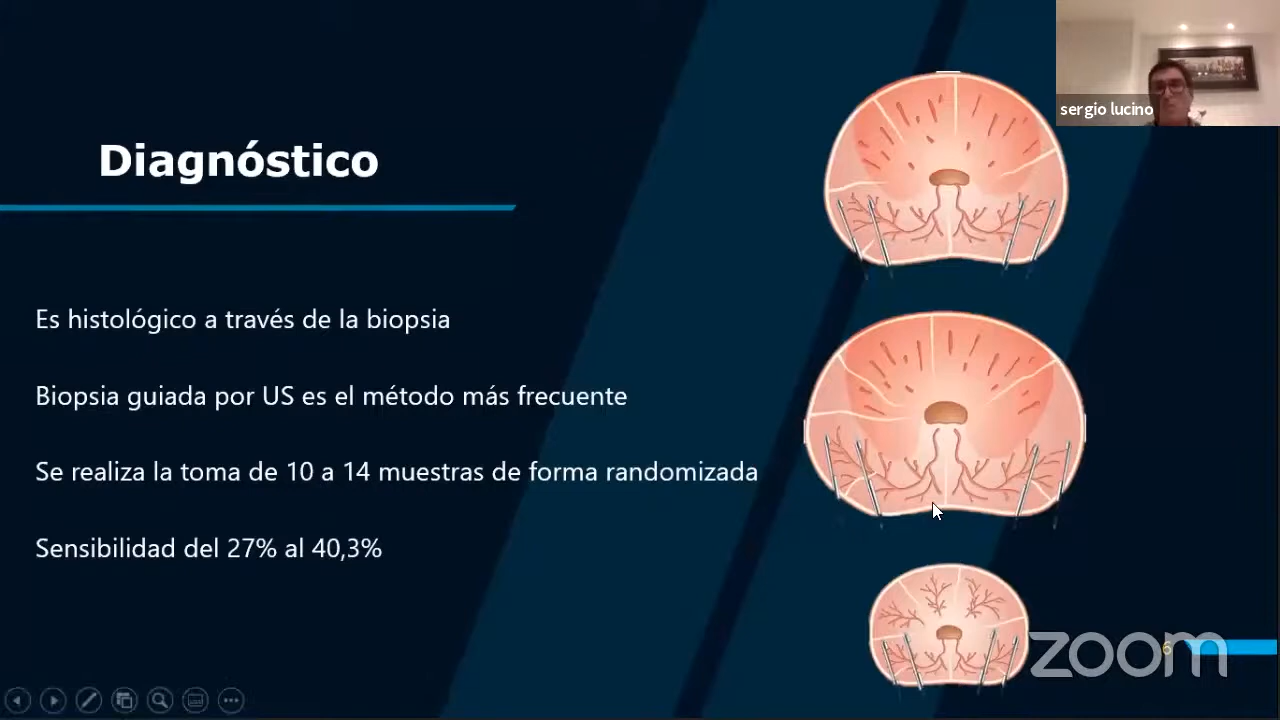 sergio lucino
Diagnóstico
Es histológico a través de la biopsia
Biopsia guiada por US es el método más frecuente
Se realiza la toma de 10 a 14 muestras de forma randomizada
Sensibilidad del 27% al 40,3%
6
zoom